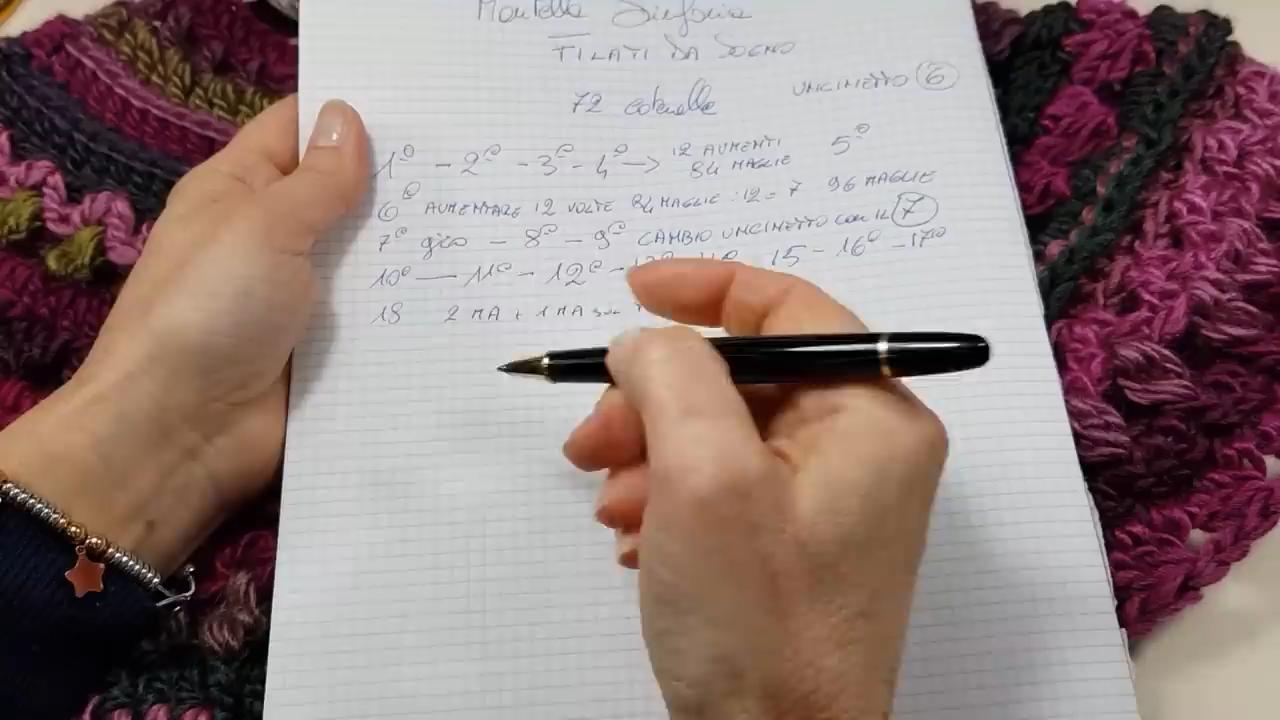 Mantella Sinfonia
FILATI DA SOGNO
72 catenelle UNCINETTO 6
1° - 2° - 3° - 4° → 12 AUMENTI 5°
84 MAGLIE
6° AUMENTARE 12 VOLTE 84 MAGLIE : 12 = 7 96 MAGLIE
7° giro - 8° - 9° CAMBIO UNCINETTO con IL 7
10° — 11° - 12° - 15 - 16° - 17°
18 2 MA + 1 MA